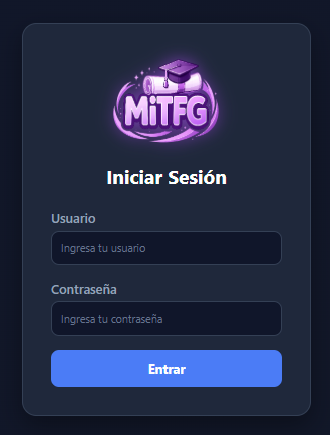 MiTFG
Iniciar Sesión
Usuario
Ingresa tu usuario
Contraseña
Ingresa tu contraseña
Entrar